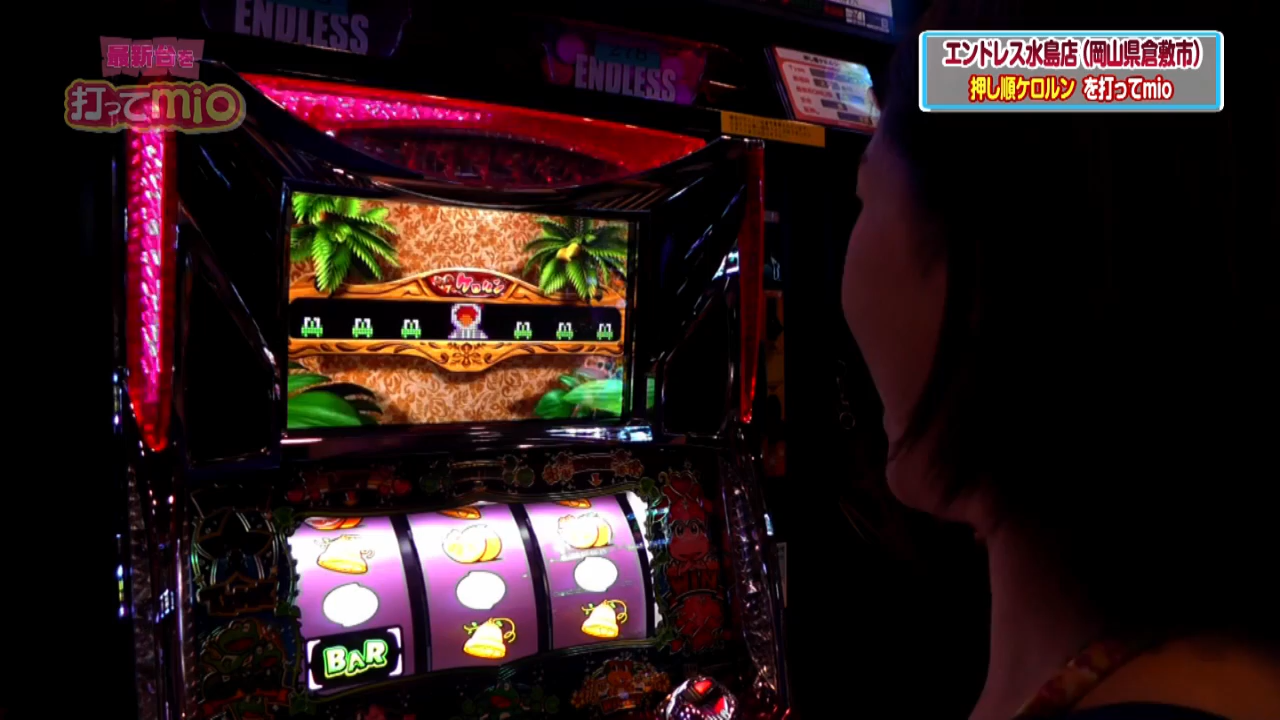 ENDLESS
ENDLESS
最新台を
打ってmio
エンドレス水島店(岡山県倉敷市)
押し順ケロルン を打ってmio
ケロルン
BAR